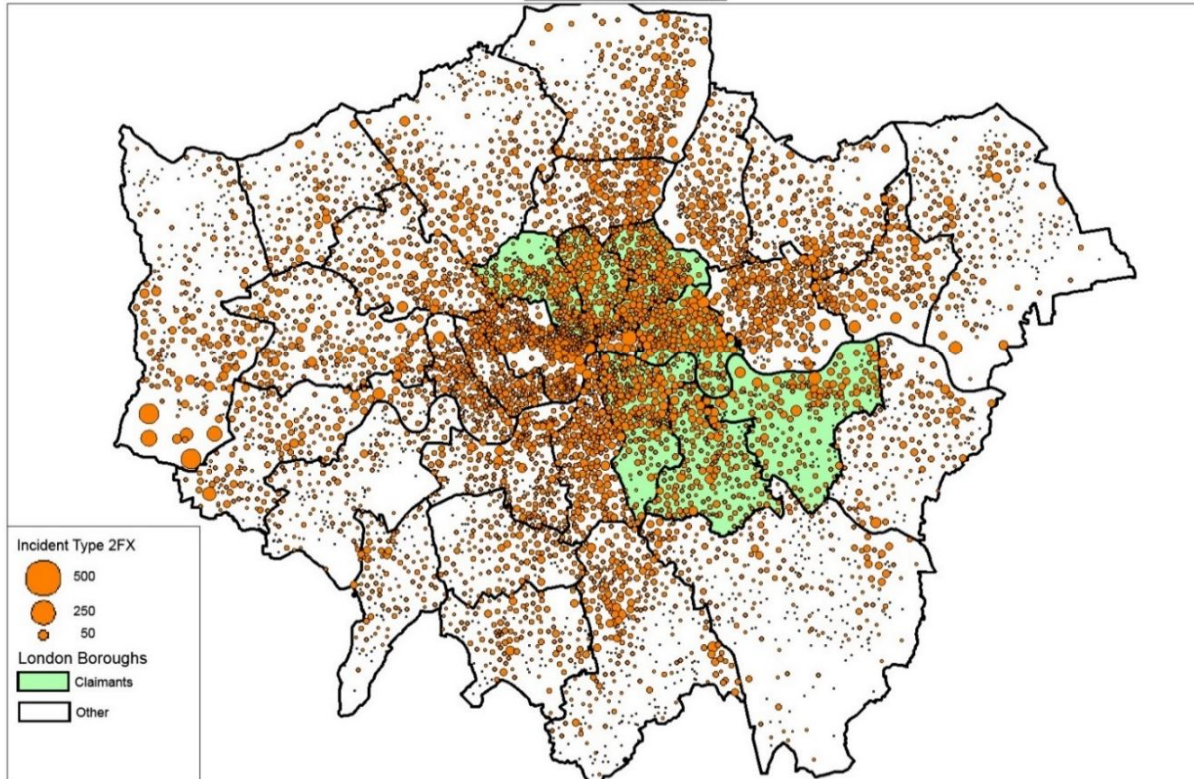 Incident Type 2FX
500
250
50
London Boroughs
Claimants
Other